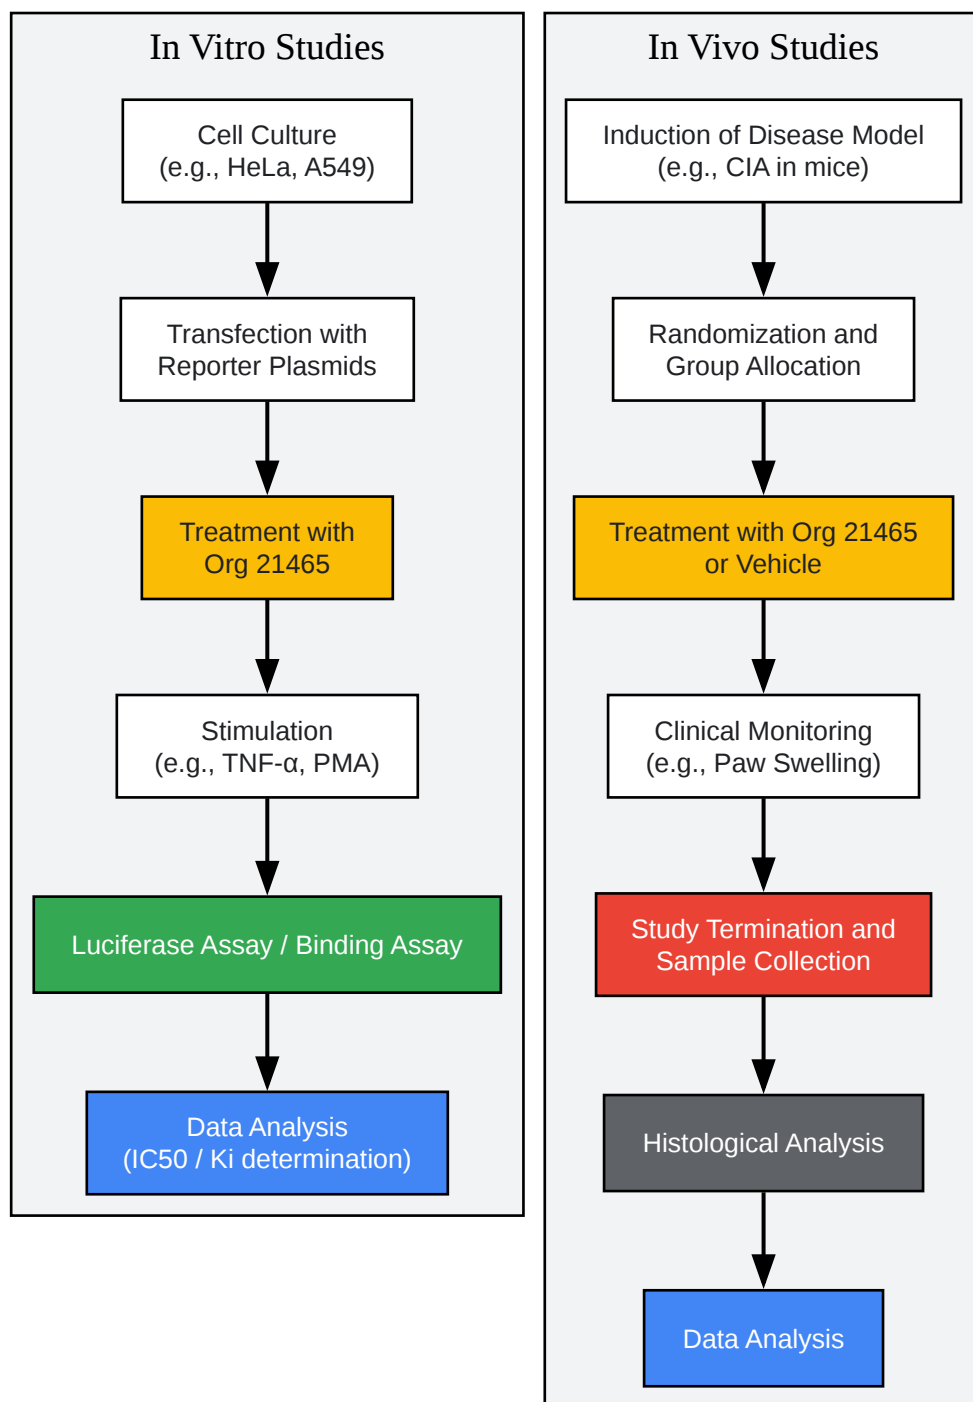 In Vitro Studies
Cell Culture
(e.g., HeLa, A549)
Transfection with
Reporter Plasmids
Treatment with
Org 21465
Stimulation
(e.g., TNF-α, PMA)
Luciferase Assay / Binding Assay
Data Analysis
(IC50 / Ki determination)
In Vivo Studies
Induction of Disease Model
(e.g., CIA in mice)
Randomization and
Group Allocation
Treatment with Org 21465
or Vehicle
Clinical Monitoring
(e.g., Paw Swelling)
Study Termination and
Sample Collection
Histological Analysis
Data Analysis